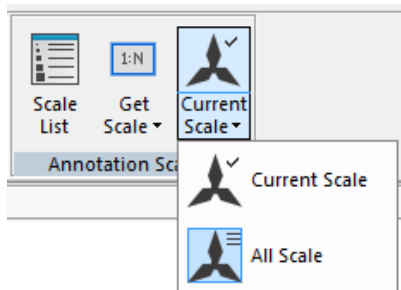 1:N
Scale Get Current
List Scale Scale
Annotation Sca
Current Scale
All Scale